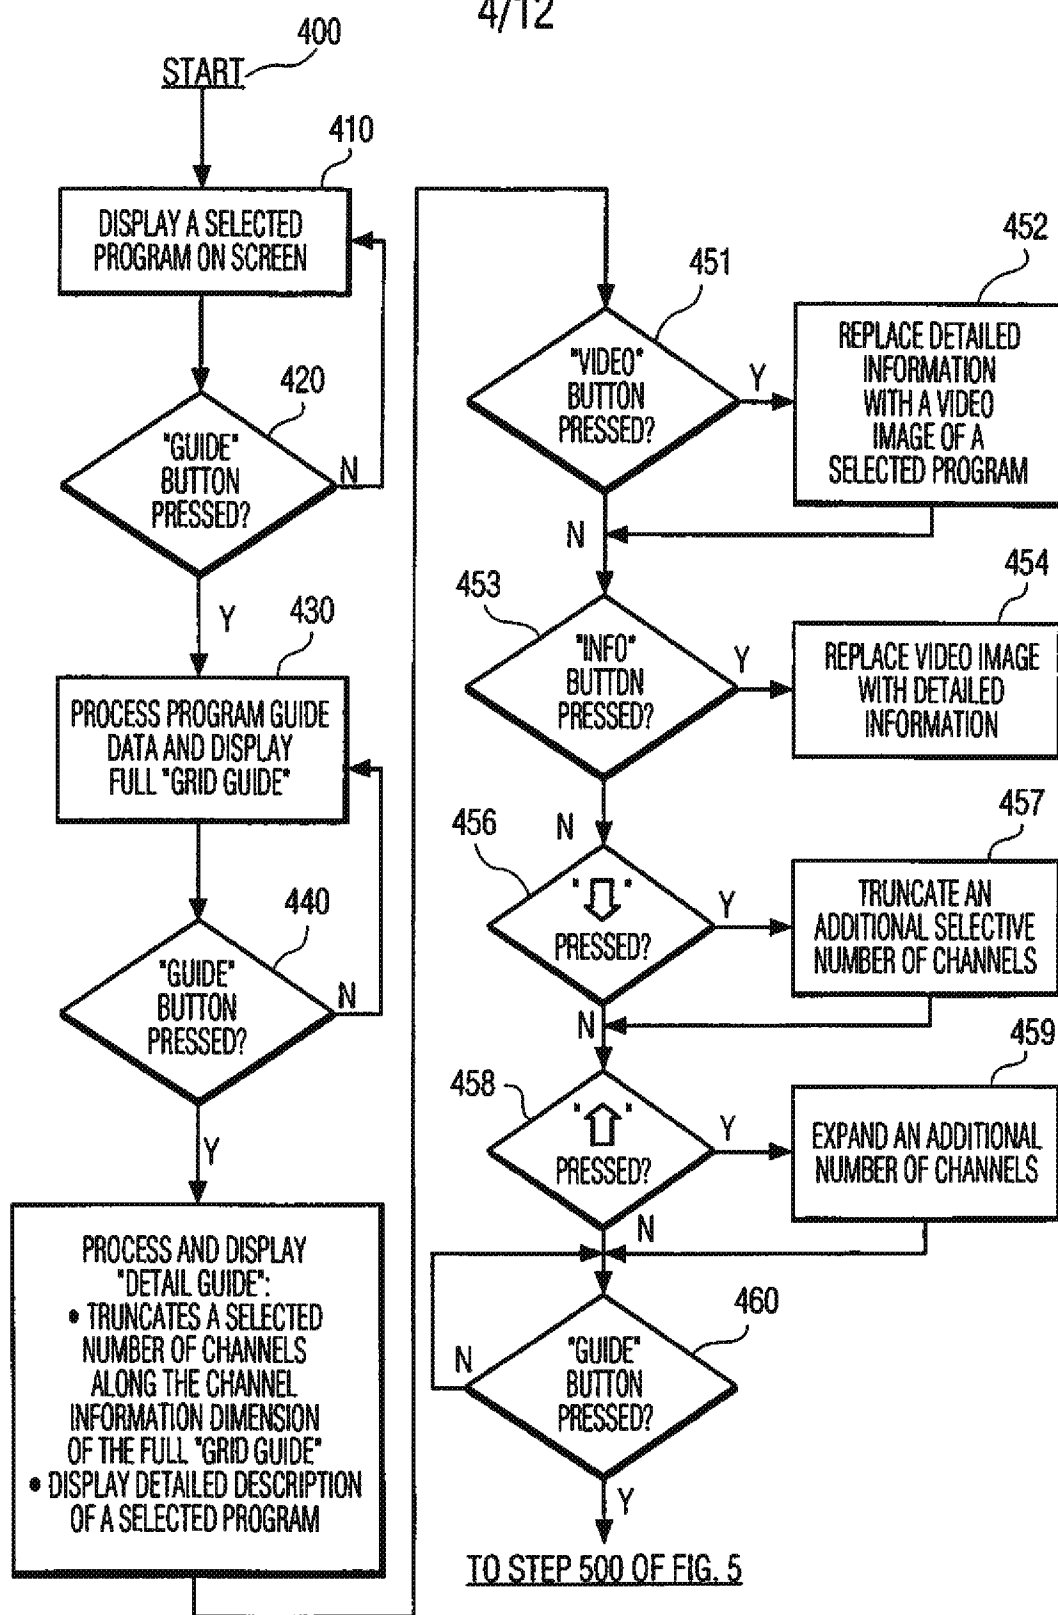 4/12
START
400
410
DISPLAY A SELECTED
PROGRAM ON SCREEN
420
"GUIDE"
BUTTON
PRESSED?
N
Y
430
PROCESS PROGRAM GUIDE
DATA AND DISPLAY
FULL "GRID GUIDE"
440
"GUIDE"
BUTTON
PRESSED?
N
Y
PROCESS AND DISPLAY
"DETAIL GUIDE":
• TRUNCATES A SELECTED
NUMBER OF CHANNELS
ALONG THE CHANNEL
INFORMATION DIMENSION
OF THE FULL "GRID GUIDE"
• DISPLAY DETAILED DESCRIPTION
OF A SELECTED PROGRAM
451
"VIDEO"
BUTTON
PRESSED?
Y
N
452
REPLACE DETAILED
INFORMATION
WITH A VIDEO
IMAGE OF A
SELECTED PROGRAM
453
"INFO"
BUTTDN
PRESSED?
Y
N
454
REPLACE VIDEO IMAGE
WITH DETAILED
INFORMATION
456
"⇩"
PRESSED?
Y
N
457
TRUNCATE AN
ADDITIONAL SELECTIVE
NUMBER OF CHANNELS
458
"⇧"
PRESSED?
Y
N
459
EXPAND AN ADDITIONAL
NUMBER OF CHANNELS
460
"GUIDE"
BUTTON
PRESSED?
N
Y
TO STEP 500 OF FIG. 5